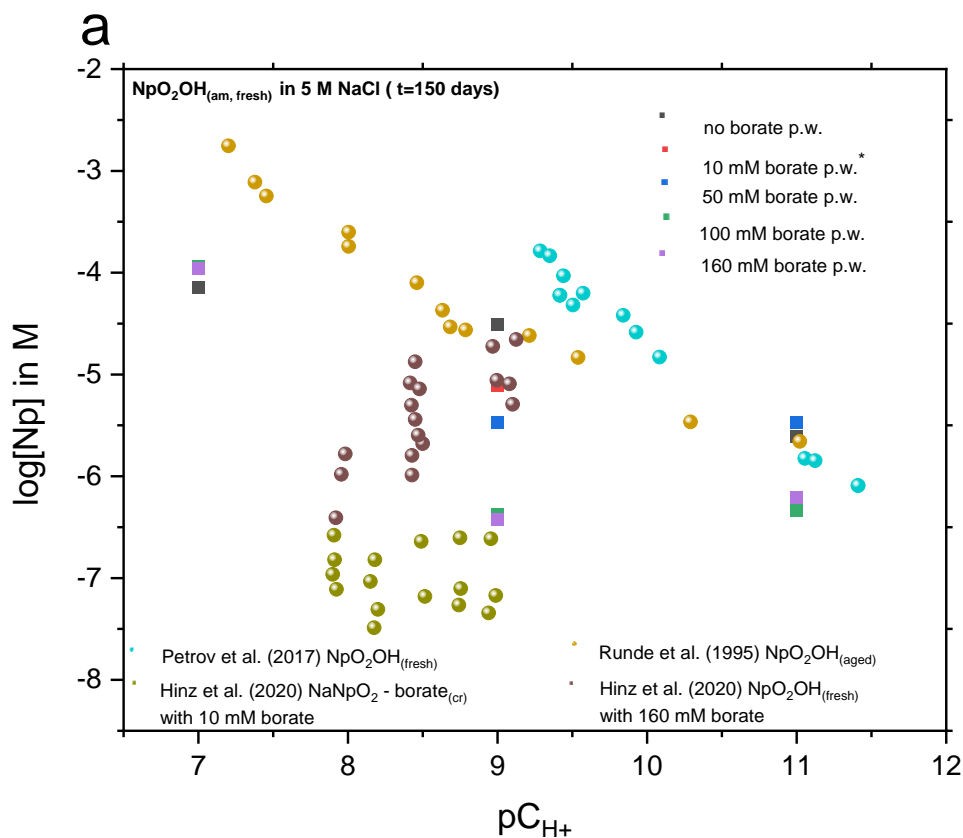 a
NpO₂OH(am, fresh) in 5 M NaCl ( t=150 days)
no borate p.w.
10 mM borate p.w.*
50 mM borate p.w.
100 mM borate p.w.
160 mM borate p.w.
-2
-3
-4
-5
-6
-7
-8
log[Np] in M
Petrov et al. (2017) NpO₂OH(fresh)
Hinz et al. (2020) NaNpO₂ - borate(cr)
with 10 mM borate
Runde et al. (1995) NpO₂OH(aged)
Hinz et al. (2020) NpO₂OH(fresh)
with 160 mM borate
7 8 9 10 11 12
pC_H+